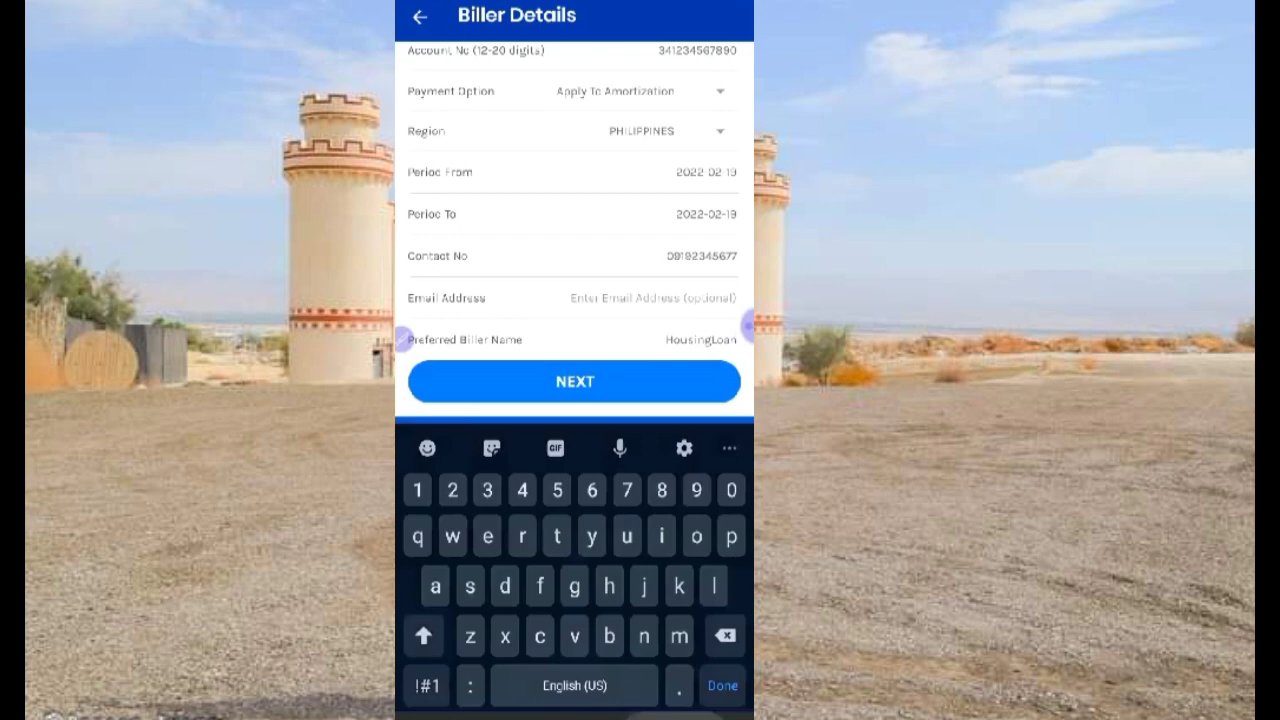 Biller Details
Account No (12-20 digits) 341234567890
Payment Option Apply To Amortization
Region PHILIPPINES
Period From 2022-02-19
Period To 2022-02-19
Contact No 09192345677
Email Address Enter Email Address (optional)
Preferred Biller Name HousingLoan
NEXT
GIF
1 2 3 4 5 6 7 8 9 0
q w e r t y u i o p
a s d f g h j k l
z x c v b n m
!#1 : English (US) . Done